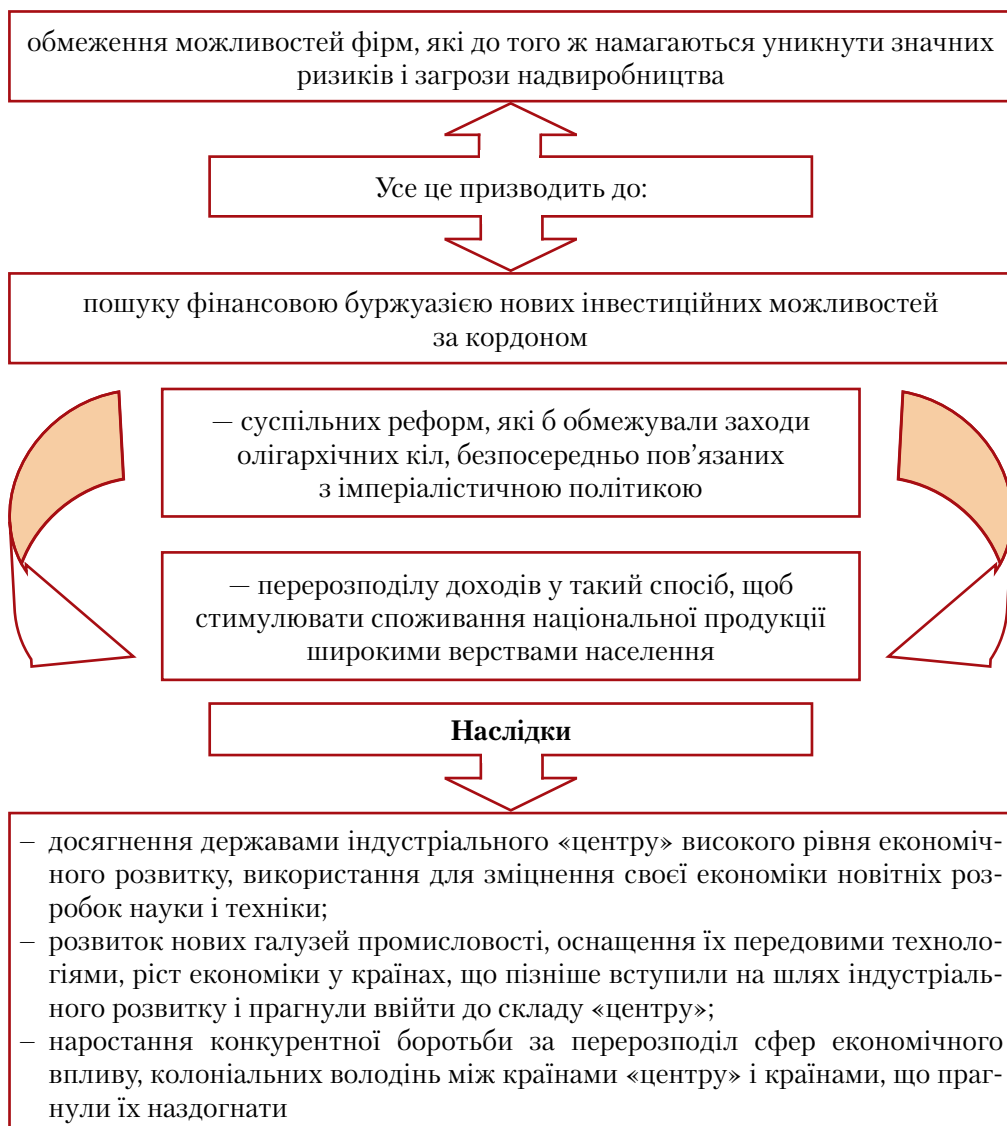 обмеження можливостей фірм, які до того ж намагаються уникнути значних
ризиків і загрози надвиробництва
Усе це призводить до:
пошуку фінансовою буржуазією нових інвестиційних можливостей
за кордоном
— суспільних реформ, які б обмежували заходи
олігархічних кіл, безпосередньо пов’язаних
з імперіалістичною політикою
— перерозподілу доходів у такий спосіб, щоб
стимулювати споживання національної продукції
широкими верствами населення
Наслідки
– досягнення державами індустріального «центру» високого рівня економіч-
ного розвитку, використання для зміцнення своєї економіки новітніх роз-
робок науки і техніки;
– розвиток нових галузей промисловості, оснащення їх передовими техноло-
гіями, ріст економіки у країнах, що пізніше вступили на шлях індустріаль-
ного розвитку і прагнули ввійти до складу «центру»;
– наростання конкурентної боротьби за перерозподіл сфер економічного
впливу, колоніальних володінь між країнами «центру» і країнами, що праг-
нули їх наздогнати